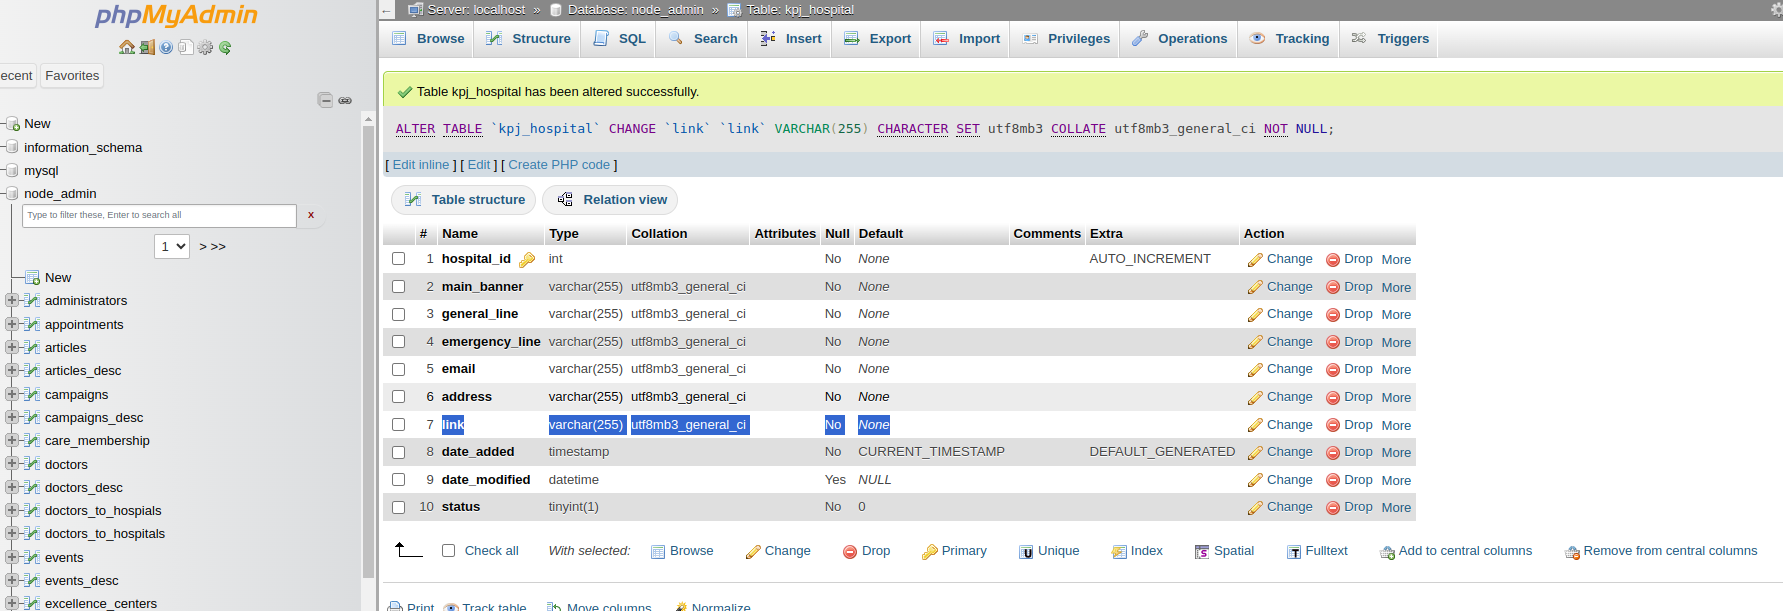 phpMyAdmin
ecent Favorites
New
information_schema
mysql
node_admin
Type to filter these, Enter to search all X
1 > >>
New
administrators
appointments
articles
articles_desc
campaigns
campaigns_desc
care_membership
doctors
doctors_desc
doctors_to_hospials
doctors_to_hospitals
events
events_desc
excellence_centers
← Server: localhost » Database: node_admin » Table: kpj_hospital
Browse Structure SQL Search Insert Export Import Privileges Operations Tracking Triggers
Table kpj_hospital has been altered successfully.
ALTER TABLE `kpj_hospital` CHANGE `link` `link` VARCHAR(255) CHARACTER SET utf8mb3 COLLATE utf8mb3_general_ci NOT NULL;
[ Edit inline ] [ Edit ] [ Create PHP code ]
Table structure Relation view
# Name Type Collation Attributes Null Default Comments Extra Action
1 hospital_id int No None AUTO_INCREMENT Change Drop More
2 main_banner varchar(255) utf8mb3_general_ci No None Change Drop More
3 general_line varchar(255) utf8mb3_general_ci No None Change Drop More
4 emergency_line varchar(255) utf8mb3_general_ci No None Change Drop More
5 email varchar(255) utf8mb3_general_ci No None Change Drop More
6 address varchar(255) utf8mb3_general_ci No None Change Drop More
7 link varchar(255) utf8mb3_general_ci No None Change Drop More
8 date_added timestamp No CURRENT_TIMESTAMP DEFAULT_GENERATED Change Drop More
9 date_modified datetime Yes NULL Change Drop More
10 status tinyint(1) No 0 Change Drop More
Check all With selected: Browse Change Drop Primary Unique Index Spatial Fulltext Add to central columns Remove from central columns
Print Track table Move columns Normalize